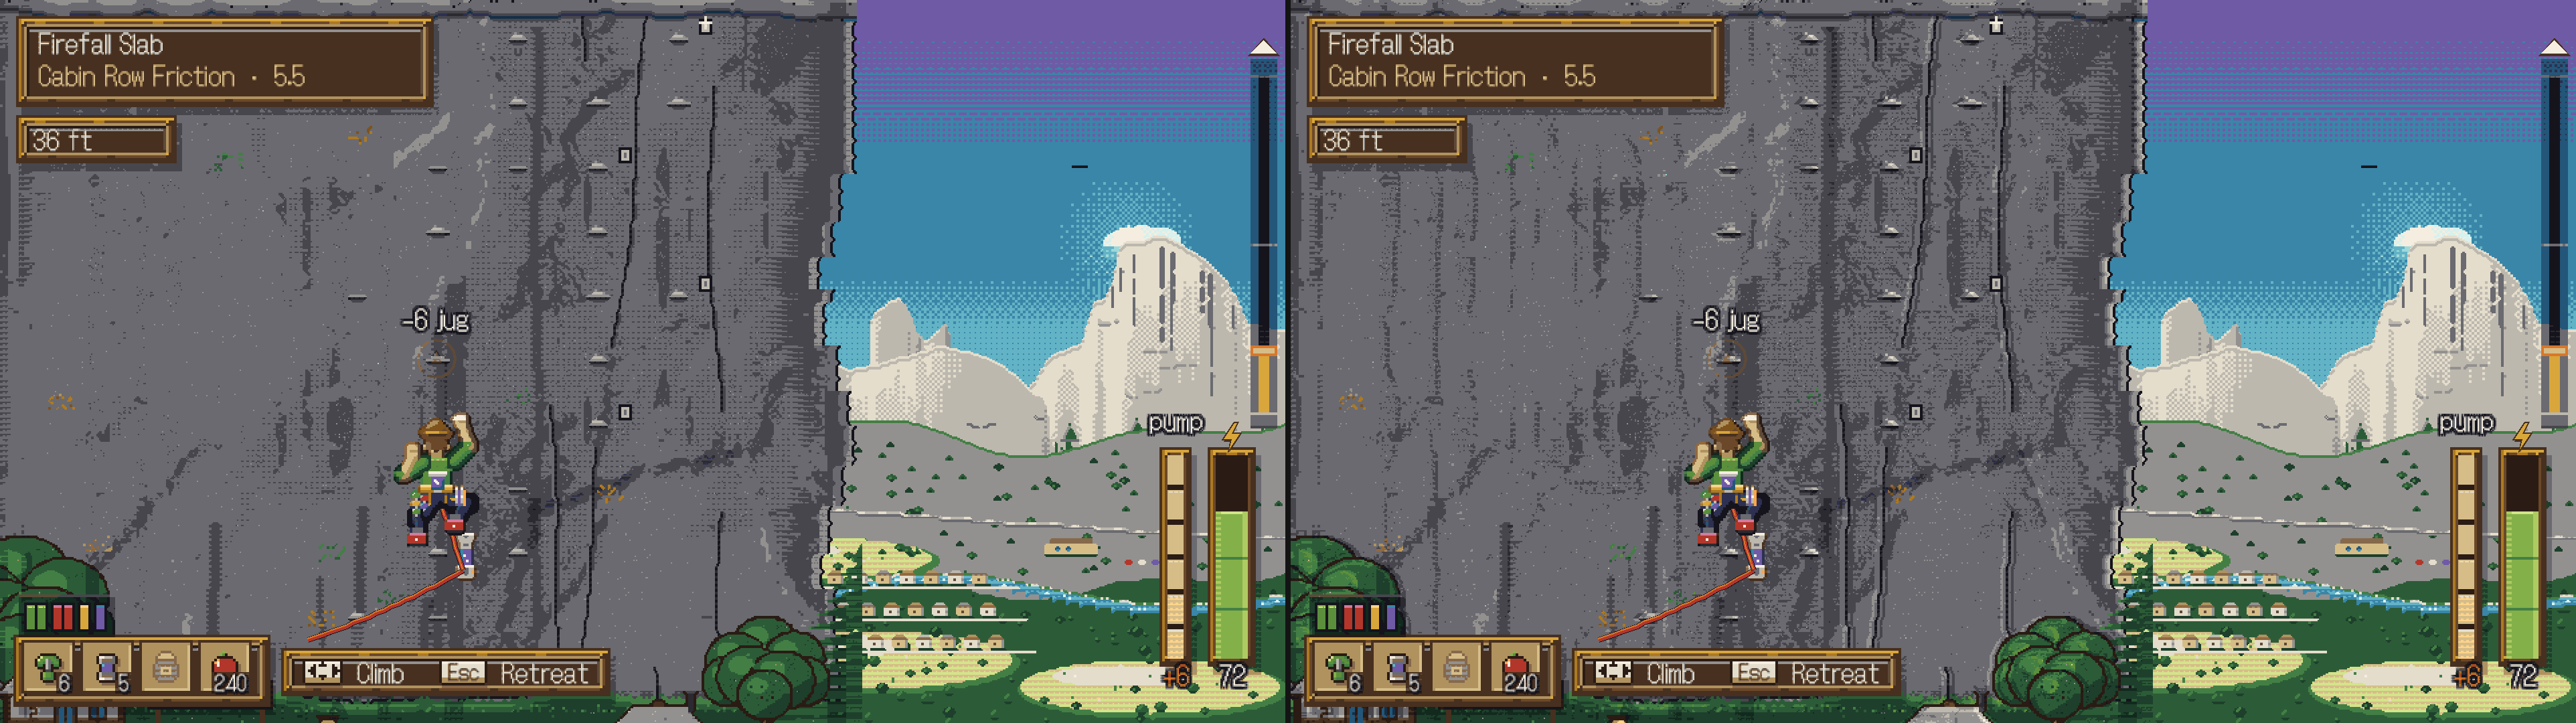 Firefall Slab
Cabin Row Friction · 5.5
36 ft
-6 jug
pump
6
5
240
Climb
Esc
Retreat
+6
72
Firefall Slab
Cabin Row Friction · 5.5
36 ft
-6 jug
pump
6
5
240
Climb
Esc
Retreat
+6
72